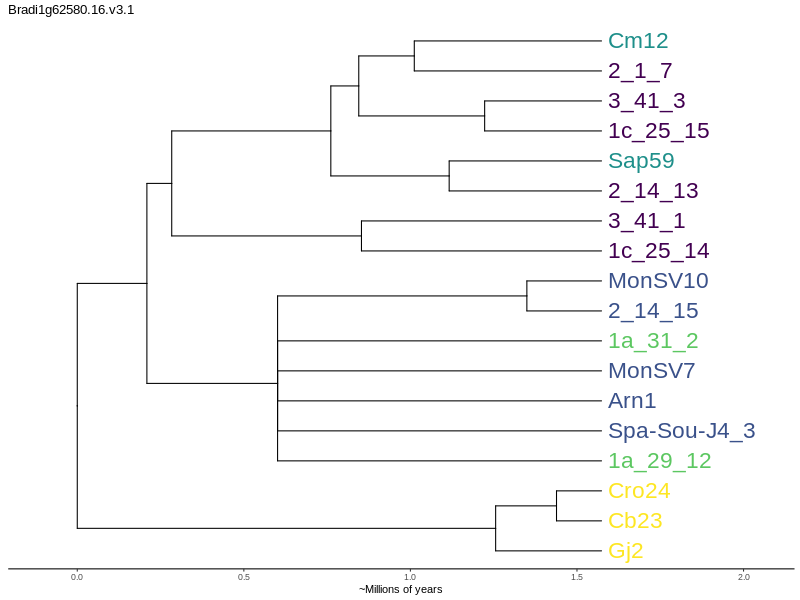 Bradi1g62580.16.v3.1
Cm12
2_1_7
3_41_3
1c_25_15
Sap59
2_14_13
3_41_1
1c_25_14
MonSV10
2_14_15
1a_31_2
MonSV7
Arn1
Spa-Sou-J4_3
1a_29_12
Cro24
Cb23
Gj2
0.0 0.5 1.0 1.5 2.0
~Millions of years